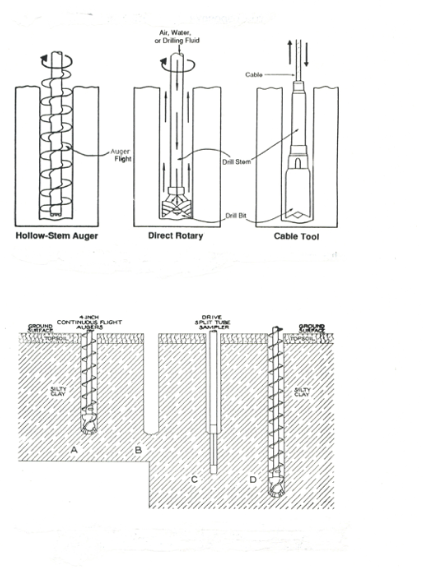 Air, Water,
or Drilling Fluid
Cable
Auger
Flight
Drill Stem
Drill Bit
Hollow-Stem Auger
Direct Rotary
Cable Tool
4-INCH
CONTINUOUS FLIGHT
AUGERS
DRIVE
SPLIT TUBE
SAMPLER
GROUND
SURFACE
GROUND
SURFACE
TOPSOIL
TOPSOIL
SILTY
CLAY
SILTY
CLAY
A
B
C
D